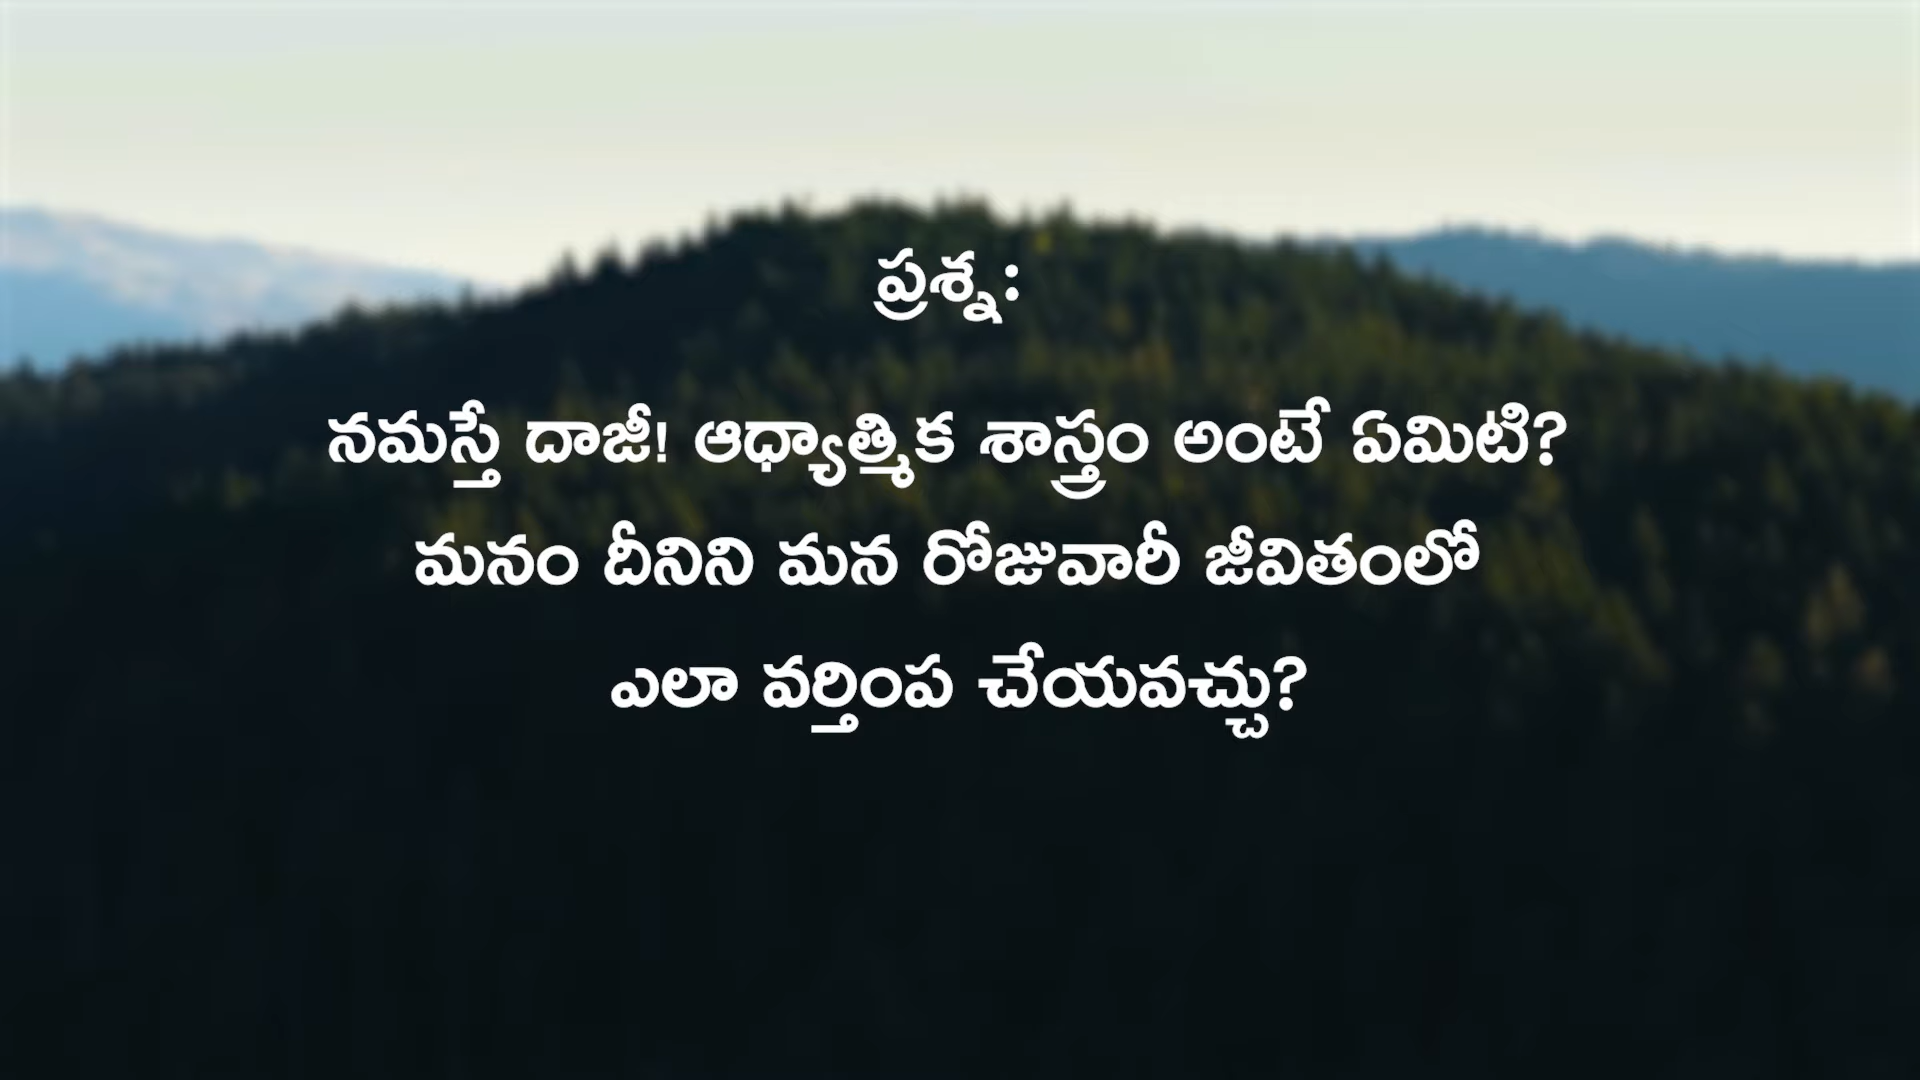 ప్రశ్న:
నమస్తే దాజీ! ఆధ్యాత్మిక శాస్త్రం అంటే ఏమిటి?
మనం దీనిని మన రోజువారీ జీవితంలో
ఎలా వర్తింప చేయవచ్చు?